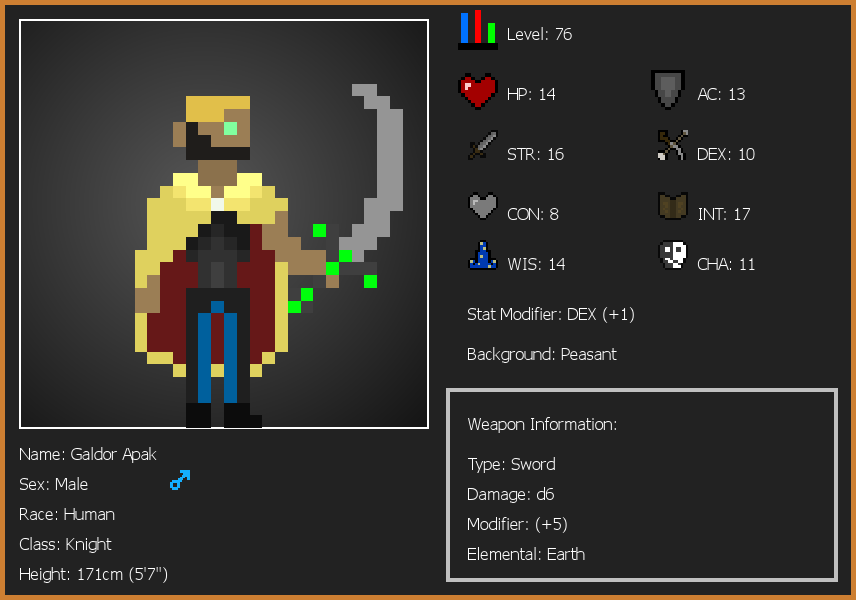 Level: 76
HP: 14
AC: 13
STR: 16
DEX: 10
CON: 8
INT: 17
WIS: 14
CHA: 11
Stat Modifier: DEX (+1)
Background: Peasant
Weapon Information:
Type: Sword
Damage: d6
Modifier: (+5)
Elemental: Earth
Name: Galdor Apak
Sex: Male
Race: Human
Class: Knight
Height: 171cm (5'7")